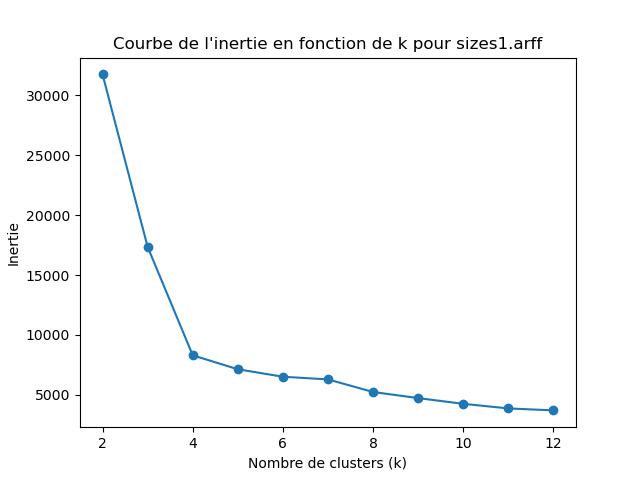 Courbe de l'inertie en fonction de k pour sizes1.arff
30000
25000
20000
15000
10000
5000
Inertie
2 4 6 8 10 12
Nombre de clusters (k)